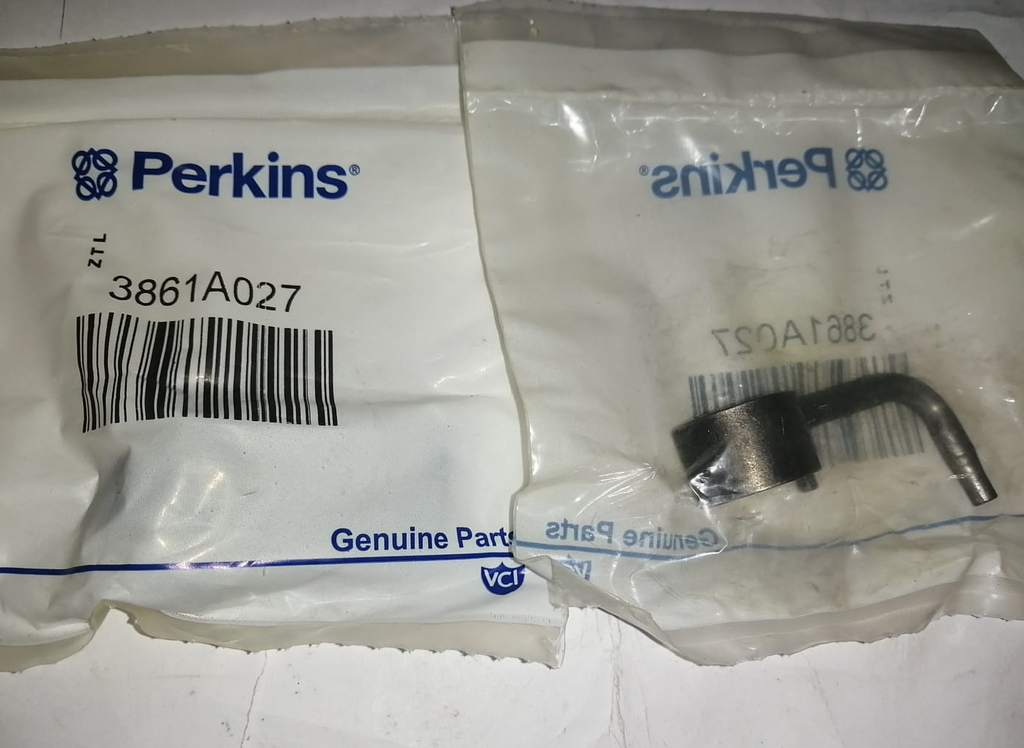 Perkins®
ZTL
3861A027
Genuine Parts
VCI
Perkins®
ZTL
3861A027
Genuine Parts